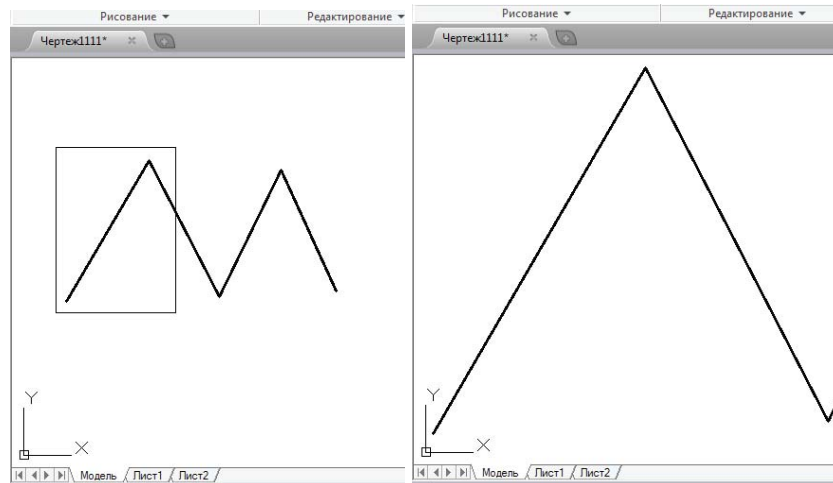 Рисование Редактирование
Чертеж1111*
Y
X
Модель Лист1 Лист2
Рисование Редактирование
Чертеж1111*
Y
X
Модель Лист1 Лист2